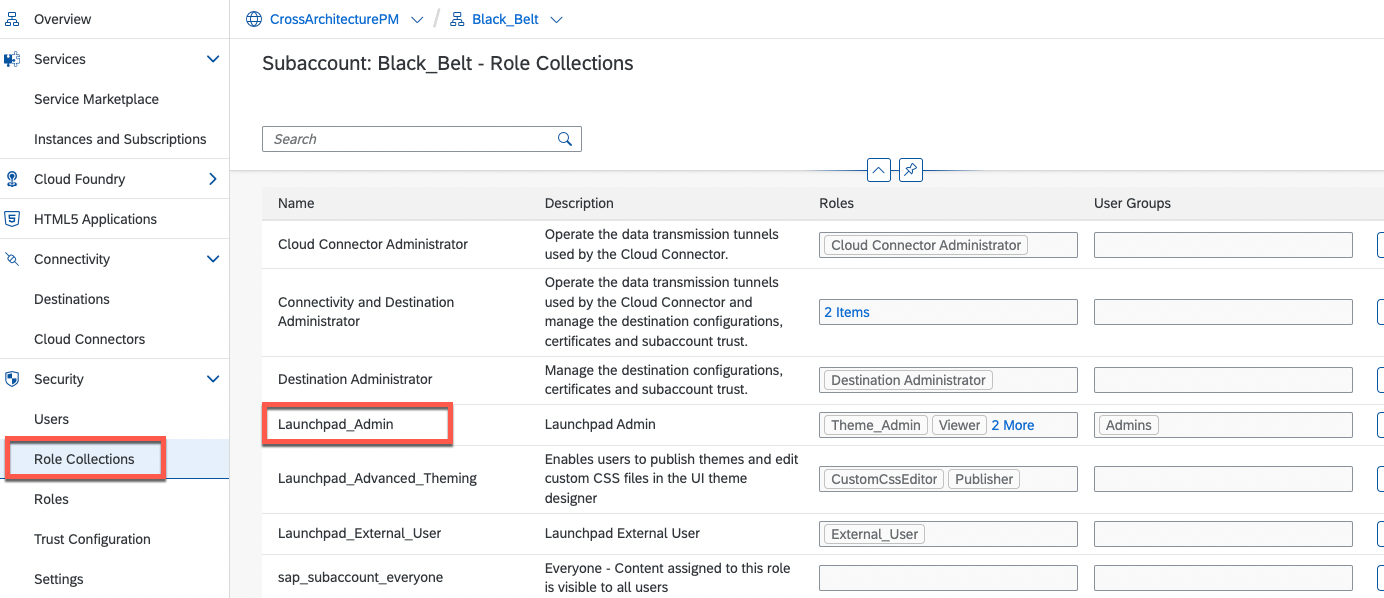 Overview
Services
Service Marketplace
Instances and Subscriptions
Cloud Foundry
HTML5 Applications
Connectivity
Destinations
Cloud Connectors
Security
Users
Role Collections
Roles
Trust Configuration
Settings
CrossArchitecturePM / Black_Belt
Subaccount: Black_Belt - Role Collections
Search
Name Description Roles User Groups
Cloud Connector Administrator
Operate the data transmission tunnels
used by the Cloud Connector.
Cloud Connector Administrator
Connectivity and Destination
Administrator
Operate the data transmission tunnels
used by the Cloud Connector and
manage the destination configurations,
certificates and subaccount trust.
2 Items
Destination Administrator
Manage the destination configurations,
certificates and subaccount trust.
Destination Administrator
Launchpad_Admin
Launchpad Admin
Theme_Admin Viewer 2 More
Admins
Launchpad_Advanced_Theming
Enables users to publish themes and edit
custom CSS files in the UI theme
designer
CustomCssEditor Publisher
Launchpad_External_User
Launchpad External User
External_User
sap_subaccount_everyone
Everyone - Content assigned to this role
is visible to all users